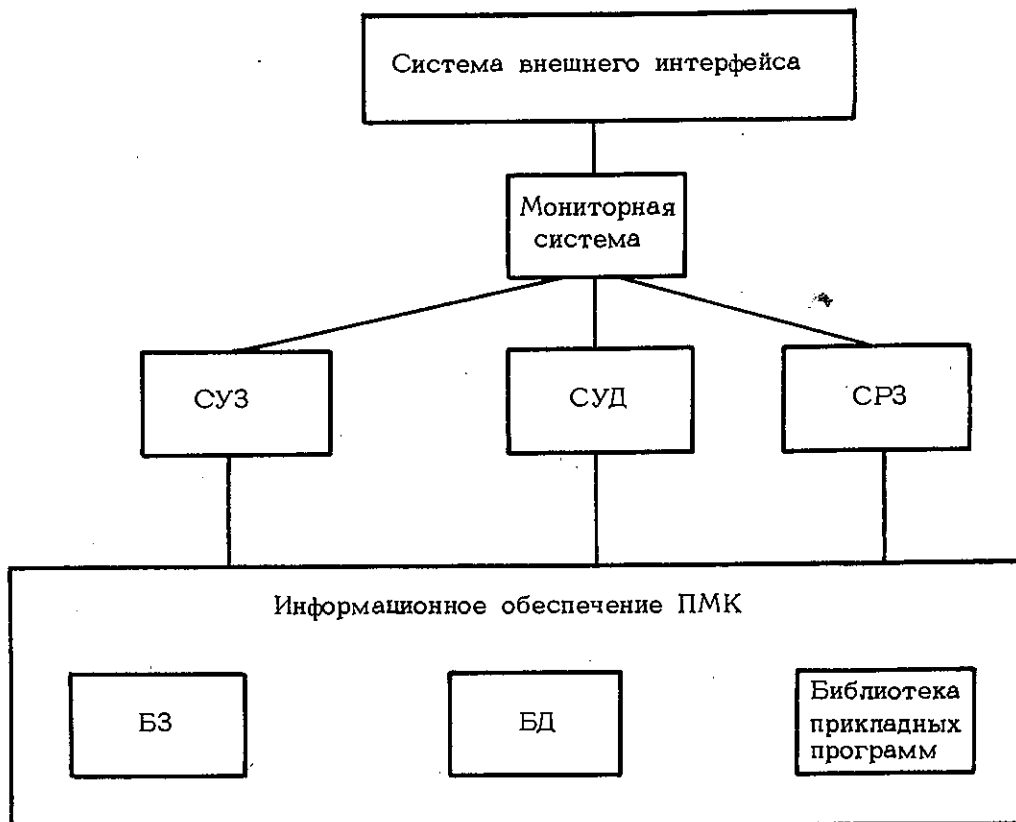 Система внешнего интерфейса
Мониторная
система
СУЗ
СУД
СРЗ
Информационное обеспечение ПМК
БЗ
БД
Библиотека
прикладных
программ